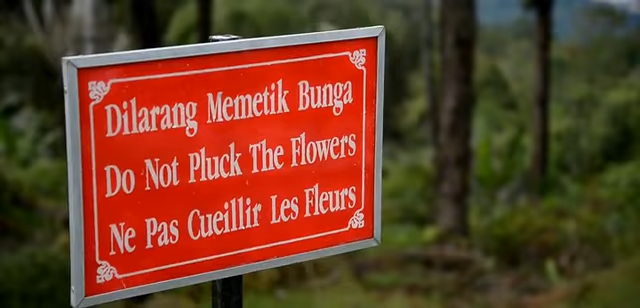 Dilarang Memetik Bunga
Do Not Pluck The Flowers
Ne Pas Cueillir Les Fleurs